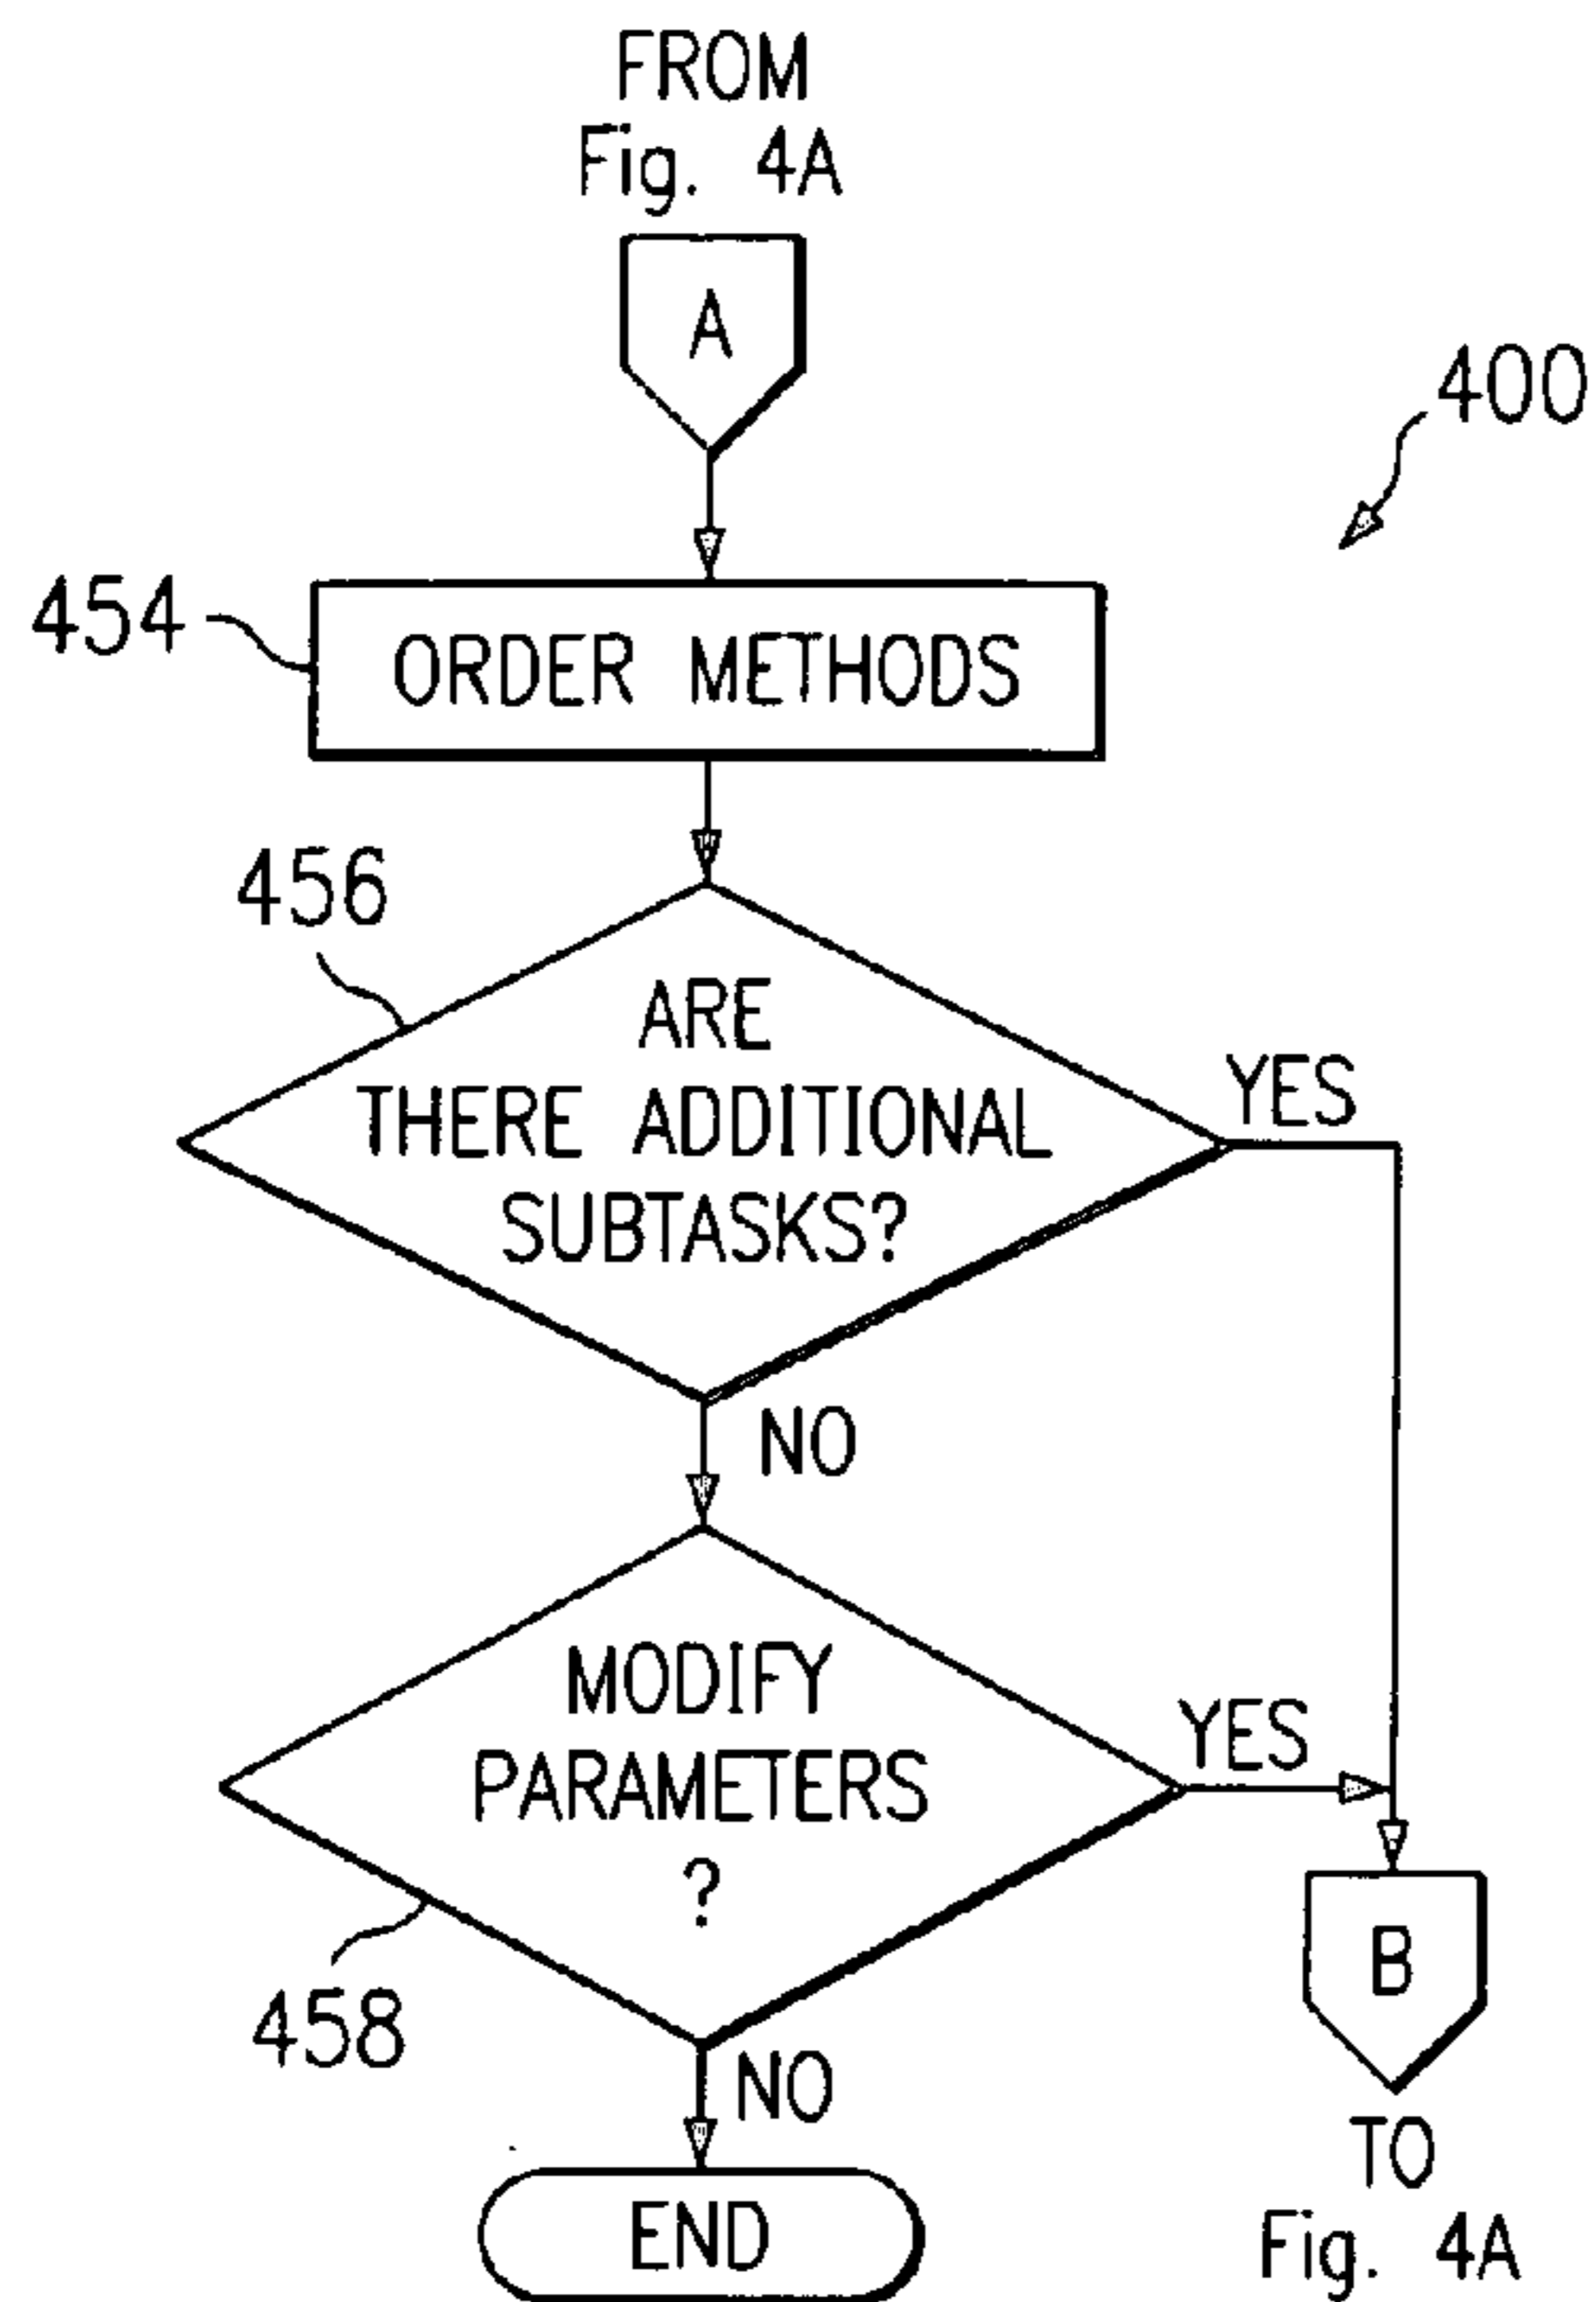 FROM
Fig. 4A
A
400
454
ORDER METHODS
456
ARE
THERE ADDITIONAL
SUBTASKS?
YES
NO
MODIFY
PARAMETERS
?
YES
458
B
NO
TO
Fig. 4A
END